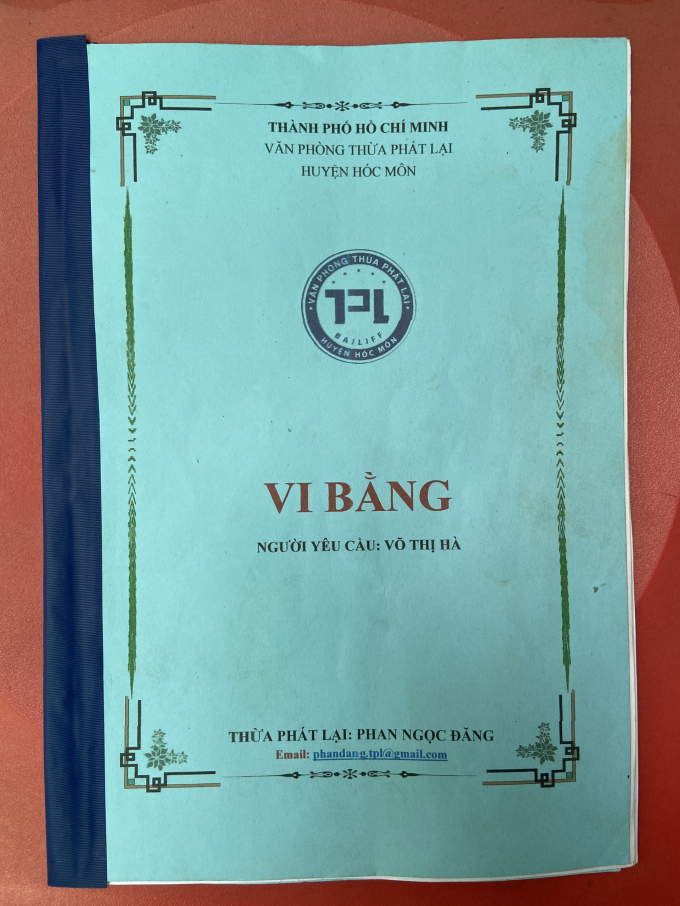 THÀNH PHỐ HỒ CHÍ MINH
VĂN PHÒNG THỪA PHÁT LẠI
HUYỆN HÓC MÔN
VĂN PHÒNG THỪA PHÁT LẠI
TPL
BAILIFF
HUYỆN HÓC MÔN
VI BẰNG
NGƯỜI YÊU CẦU: VÕ THỊ HÀ
THỪA PHÁT LẠI: PHAN NGỌC ĐĂNG
Email: phandang.tpl@gmail.com